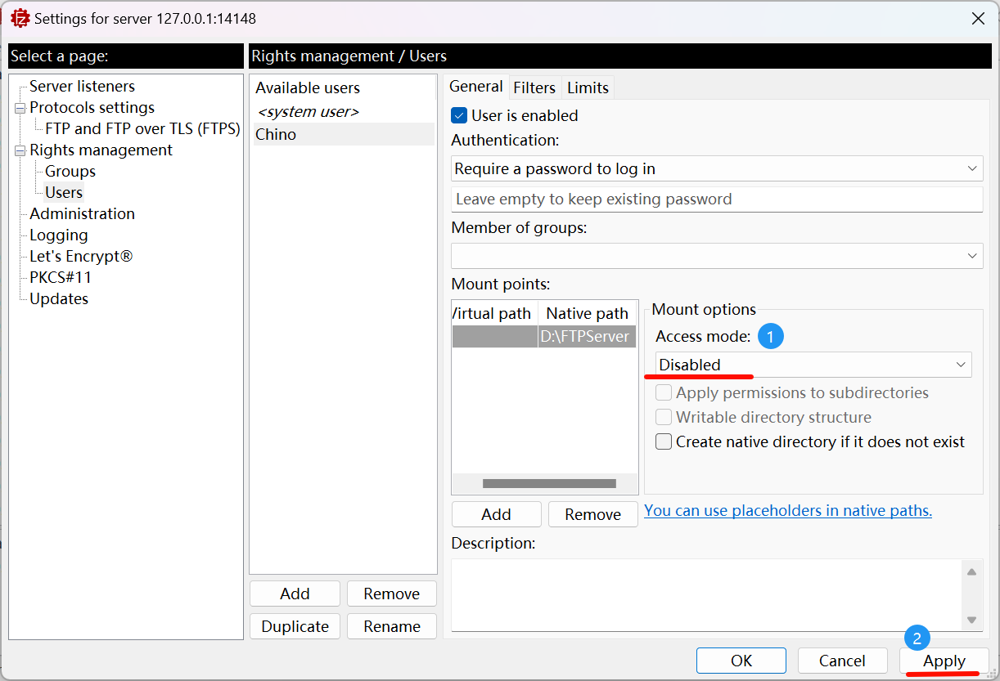 Settings for server 127.0.0.1:14148
Select a page:
Server listeners
Protocols settings
FTP and FTP over TLS (FTPS)
Rights management
Groups
Users
Administration
Logging
Let's Encrypt®
PKCS#11
Updates
Rights management / Users
Available users
<system user>
Chino
Add
Remove
Duplicate
Rename
General
Filters
Limits
User is enabled
Authentication:
Require a password to log in
Leave empty to keep existing password
Member of groups:
Mount points:
Virtual path
Native path
D:\FTPServer
Add
Remove
Mount options
Access mode:
1
Disabled
Apply permissions to subdirectories
Writable directory structure
Create native directory if it does not exist
You can use placeholders in native paths.
Description:
OK
Cancel
2
Apply